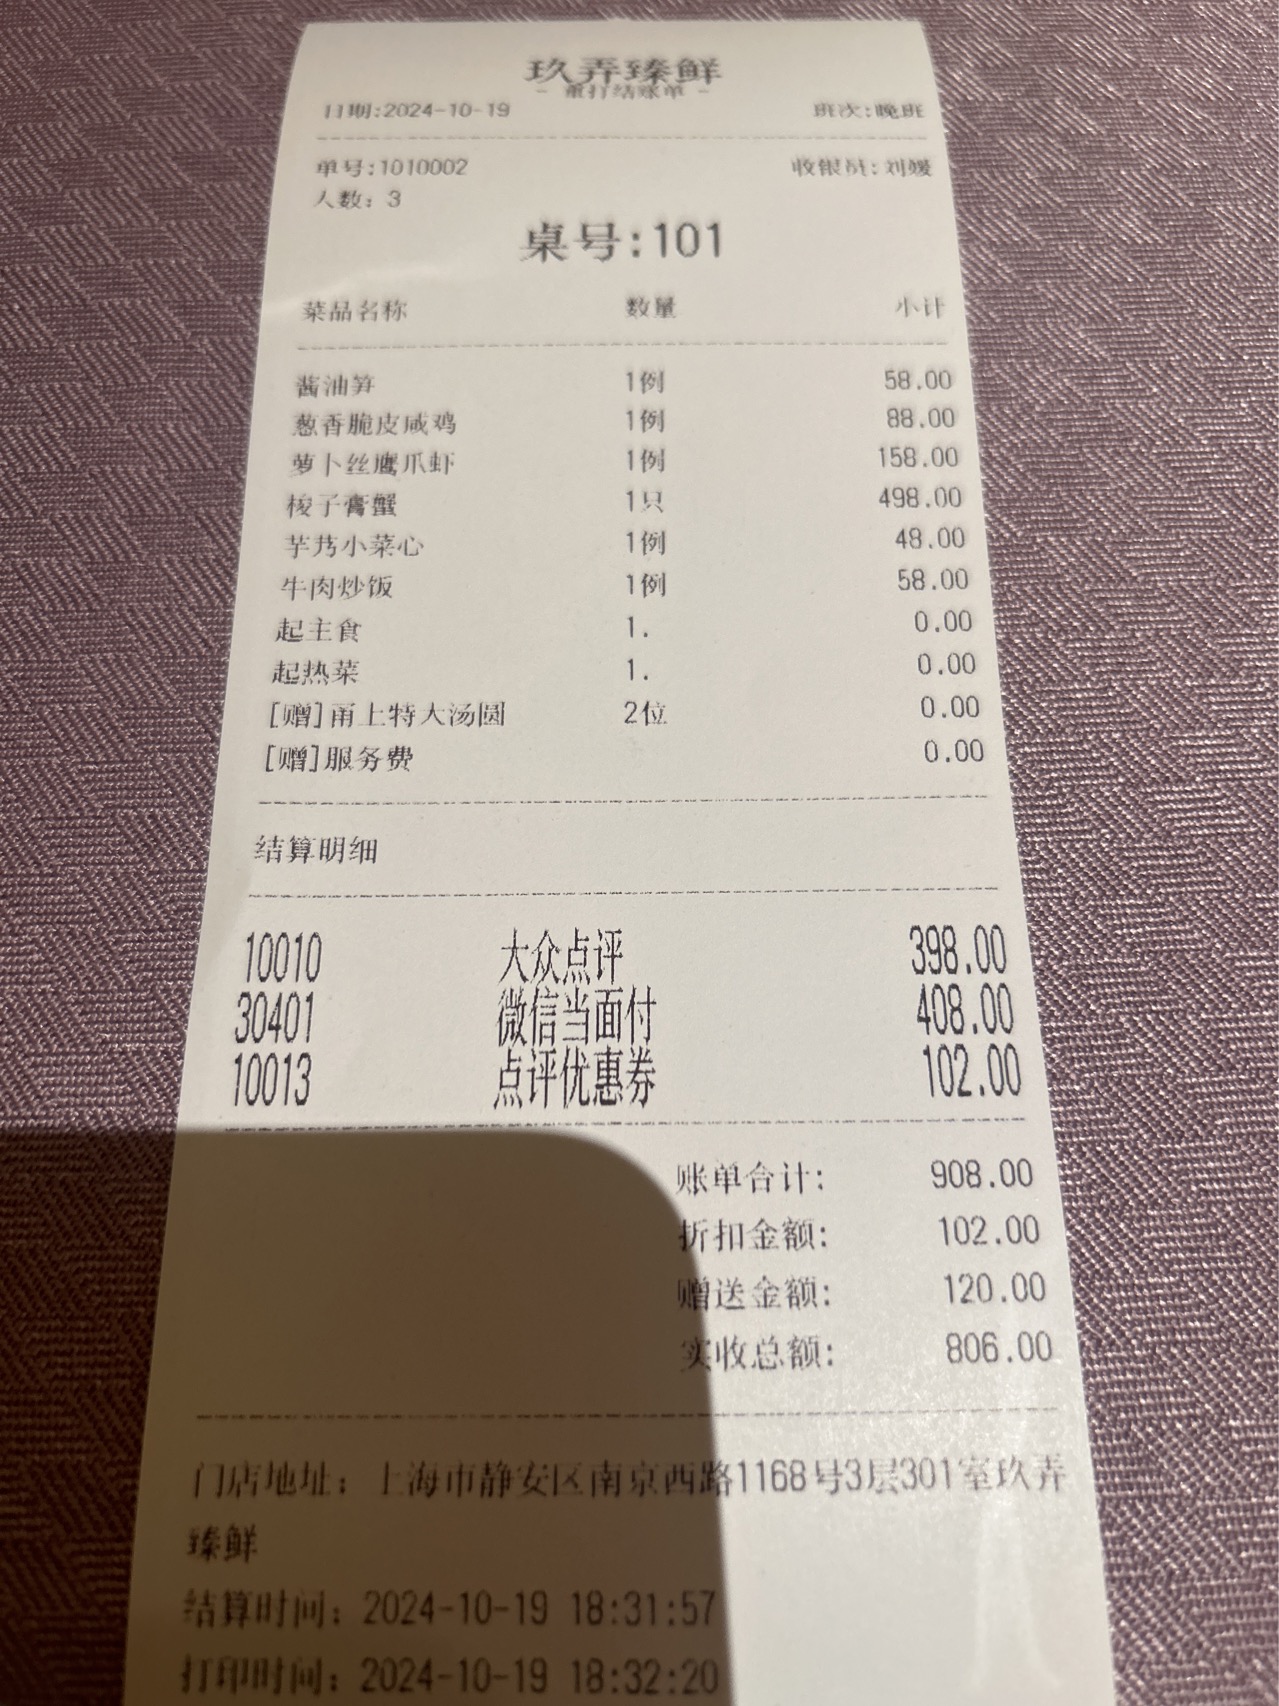 玖弄臻鲜
- 重打结账单 -
日期:2024-10-19 班次:晚班
单号:1010002 收银员:刘媛
人数: 3
桌号:101
菜品名称 数量 小计
酱油笋 1例 58.00
葱香脆皮咸鸡 1例 88.00
萝卜丝鹰爪虾 1例 158.00
梭子膏蟹 1只 498.00
芋艿小菜心 1例 48.00
牛肉炒饭 1例 58.00
起主食 1. 0.00
起热菜 1. 0.00
[赠]甬上特大汤圆 2位 0.00
[赠]服务费 0.00
结算明细
10010 大众点评 398.00
30401 微信当面付 408.00
10013 点评优惠券 102.00
账单合计: 908.00
折扣金额: 102.00
赠送金额: 120.00
实收总额: 806.00
门店地址: 上海市静安区南京西路1168号3层301室玖弄
臻鲜
结算时间: 2024-10-19 18:31:57
打印时间: 2024-10-19 18:32:20